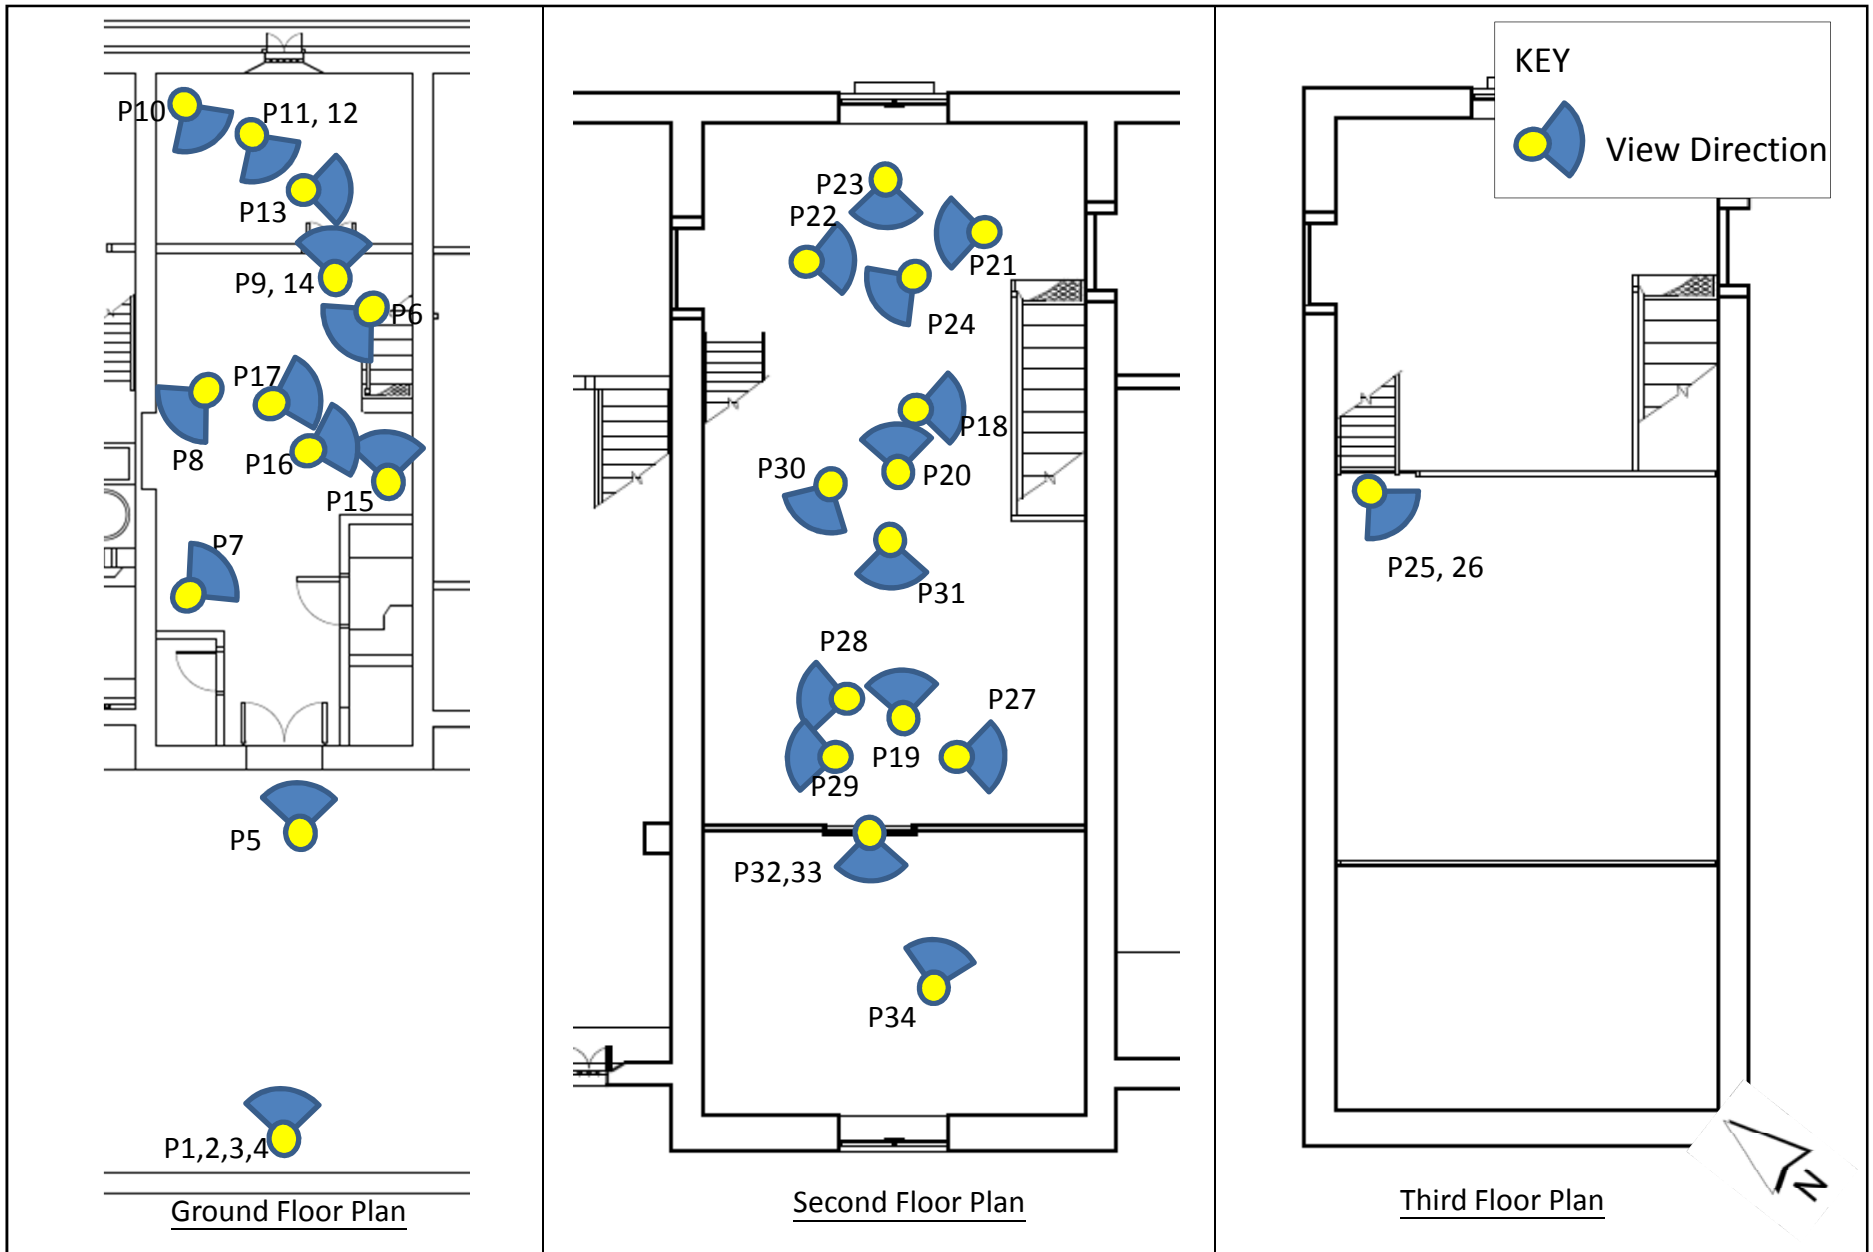 P10
P11, 12
P13
P9, 14
P6
P17
P8
P16
P15
P7
P5
P1,2,3,4
Ground Floor Plan
P23
P22
P21
P24
P18
P30
P20
P31
P28
P27
P19
P29
P32,33
P34
Second Floor Plan
KEY
View Direction
P25, 26
N
Third Floor Plan